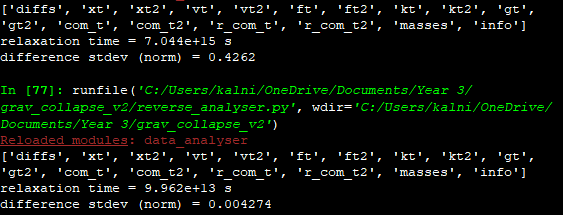 ['diffs', 'xt', 'xt2', 'vt', 'vt2', 'ft', 'ft2', 'kt', 'kt2', 'gt',
'gt2', 'com_t', 'com_t2', 'r_com_t', 'r_com_t2', 'masses', 'info']
relaxation time = 7.044e+15 s
difference stdev (norm) = 0.4262
In [77]: runfile('C:/Users/kalni/OneDrive/Documents/Year 3/
grav_collapse_v2/reverse_analyser.py', wdir='C:/Users/kalni/OneDrive/
Documents/Year 3/grav_collapse_v2')
Reloaded modules: data_analyser
['diffs', 'xt', 'xt2', 'vt', 'vt2', 'ft', 'ft2', 'kt', 'kt2', 'gt',
'gt2', 'com_t', 'com_t2', 'r_com_t', 'r_com_t2', 'masses', 'info']
relaxation time = 9.962e+13 s
difference stdev (norm) = 0.004274